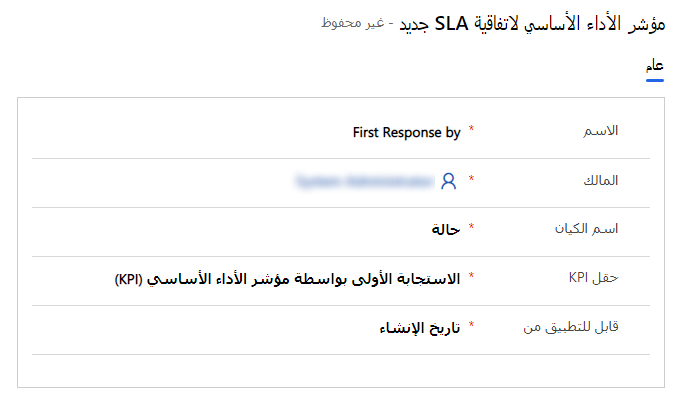 مؤشر الأداء الأساسي لاتفاقية SLA جديد - غير محفوظ
عام
الاسم * First Response by
المالك *
اسم الكيان * حالة
حقل KPI * الاستجابة الأولى بواسطة مؤشر الأداء الأساسي (KPI)
قابل للتطبيق من * تاريخ الإنشاء